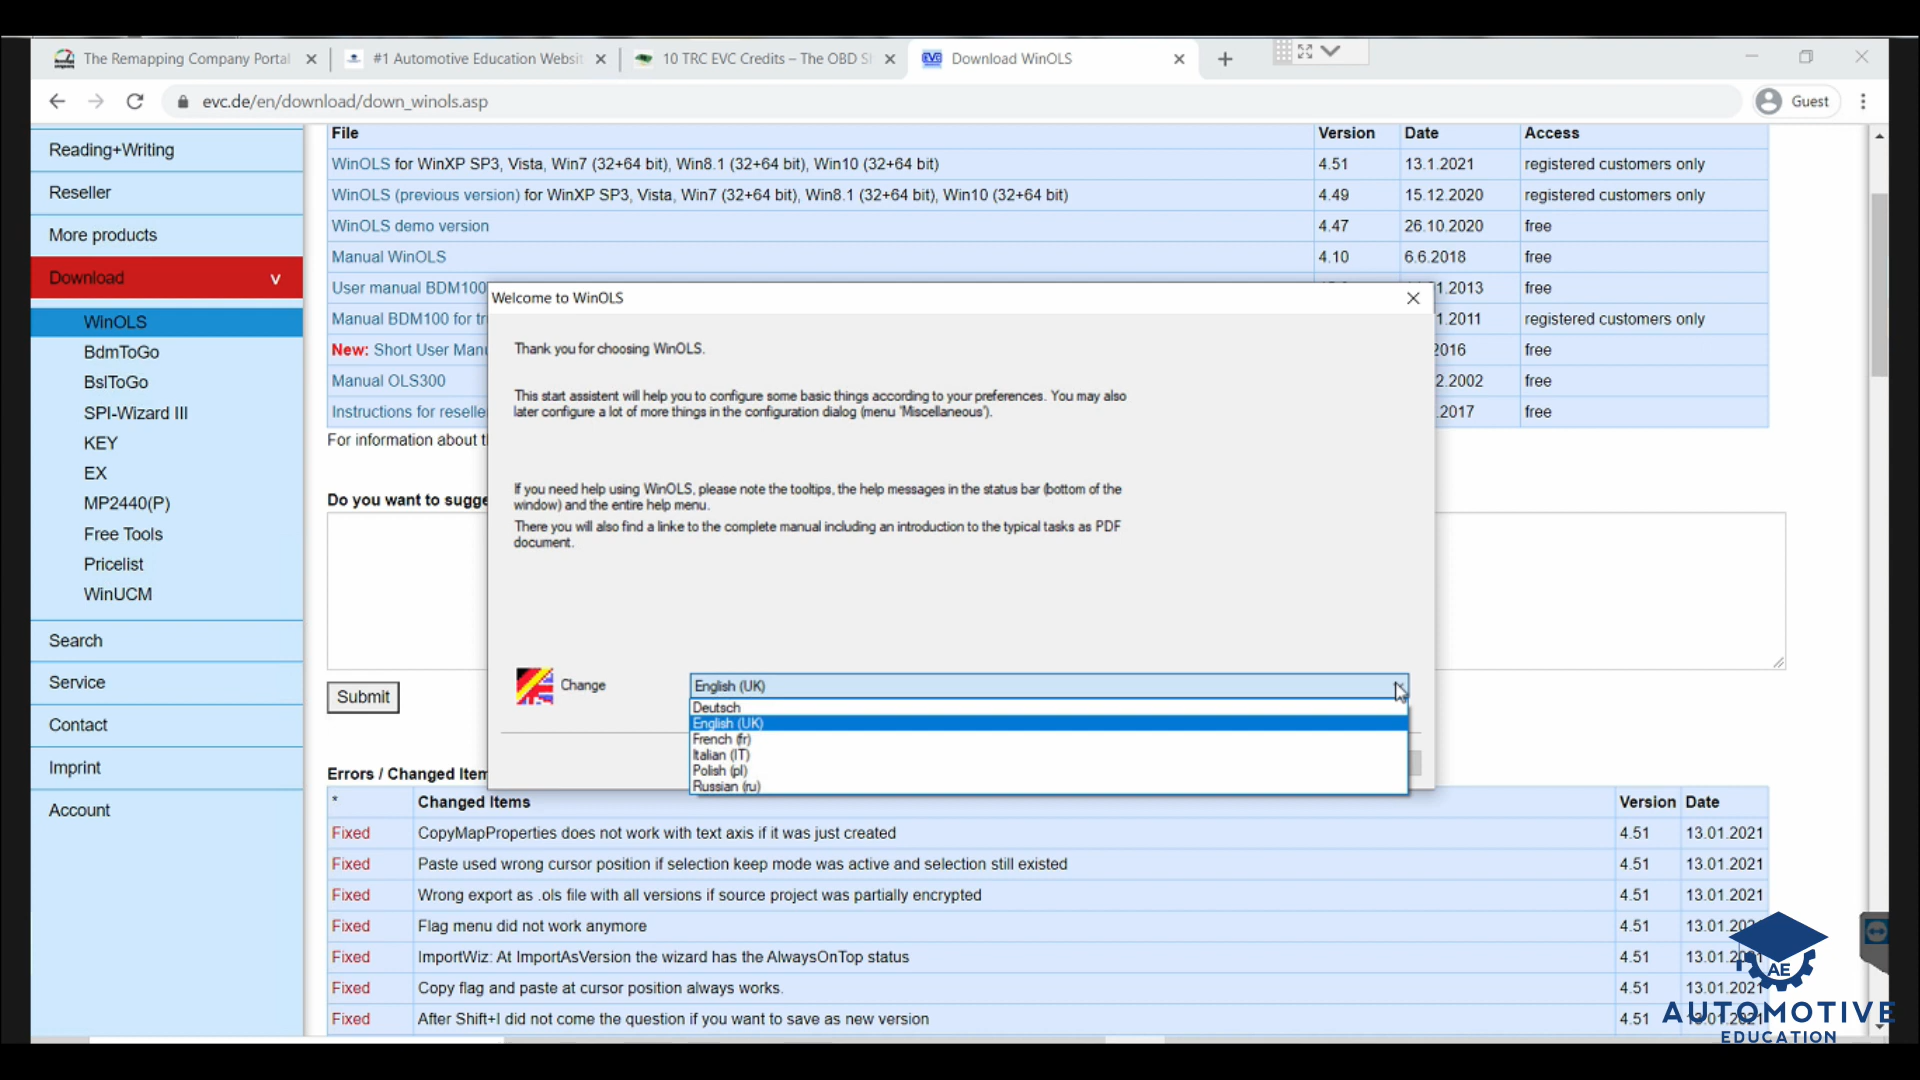 The Remapping Company Portal
#1 Automotive Education Websit
10 TRC EVC Credits – The OBD S
Download WinOLS
evc.de/en/download/down_winols.asp
Guest
Reading+Writing
Reseller
More products
Download v
WinOLS
BdmToGo
BslToGo
SPI-Wizard III
KEY
EX
MP2440(P)
Free Tools
Pricelist
WinUCM
Search
Service
Contact
Imprint
Account
File Version Date Access
WinOLS for WinXP SP3, Vista, Win7 (32+64 bit), Win8.1 (32+64 bit), Win10 (32+64 bit) 4.51 13.1.2021 registered customers only
WinOLS (previous version) for WinXP SP3, Vista, Win7 (32+64 bit), Win8.1 (32+64 bit), Win10 (32+64 bit) 4.49 15.12.2020 registered customers only
WinOLS demo version 4.47 26.10.2020 free
Manual WinOLS 4.10 6.6.2018 free
User manual BDM100 1.2013 free
Manual BDM100 for tr 1.2011 registered customers only
New: Short User Manu 2016 free
Manual OLS300 2.2002 free
Instructions for reselle .2017 free
For information about t
Do you want to sugge
Submit
Welcome to WinOLS
Thank you for choosing WinOLS.
This start assistent will help you to configure some basic things according to your preferences. You may also
later configure a lot of more things in the configuration dialog (menu 'Miscellaneous').
If you need help using WinOLS, please note the tooltips, the help messages in the status bar (bottom of the
window) and the entire help menu.
There you will also find a linke to the complete manual including an introduction to the typical tasks as PDF
document.
Change
English (UK)
Deutsch
English (UK)
French (fr)
Italian (IT)
Polish (pl)
Russian (ru)
Errors / Changed Item
* Changed Items Version Date
Fixed CopyMapProperties does not work with text axis if it was just created 4.51 13.01.2021
Fixed Paste used wrong cursor position if selection keep mode was active and selection still existed 4.51 13.01.2021
Fixed Wrong export as .ols file with all versions if source project was partially encrypted 4.51 13.01.2021
Fixed Flag menu did not work anymore 4.51 13.01.202
Fixed ImportWiz: At ImportAsVersion the wizard has the AlwaysOnTop status 4.51 13.01.2021
Fixed Copy flag and paste at cursor position always works. 4.51 13.01.2021
Fixed After Shift+I did not come the question if you want to save as new version 4.51 13.01.2021
AE
AUTOMOTIVE
EDUCATION